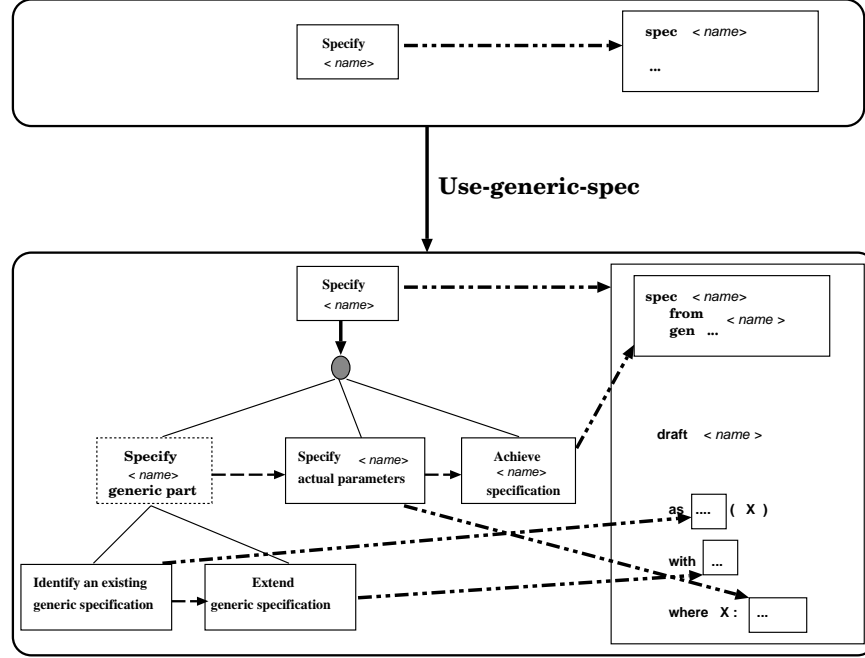 Specify
< name>
spec < name>
...
Use-generic-spec
Specify
< name>
spec < name>
from < name >
gen ...
draft < name >
Specify
< name>
generic part
Specify < name>
actual parameters
Achieve
< name>
specification
as .... ( X )
with ...
where X : ...
Identify an existing
generic specification
Extend
generic specification